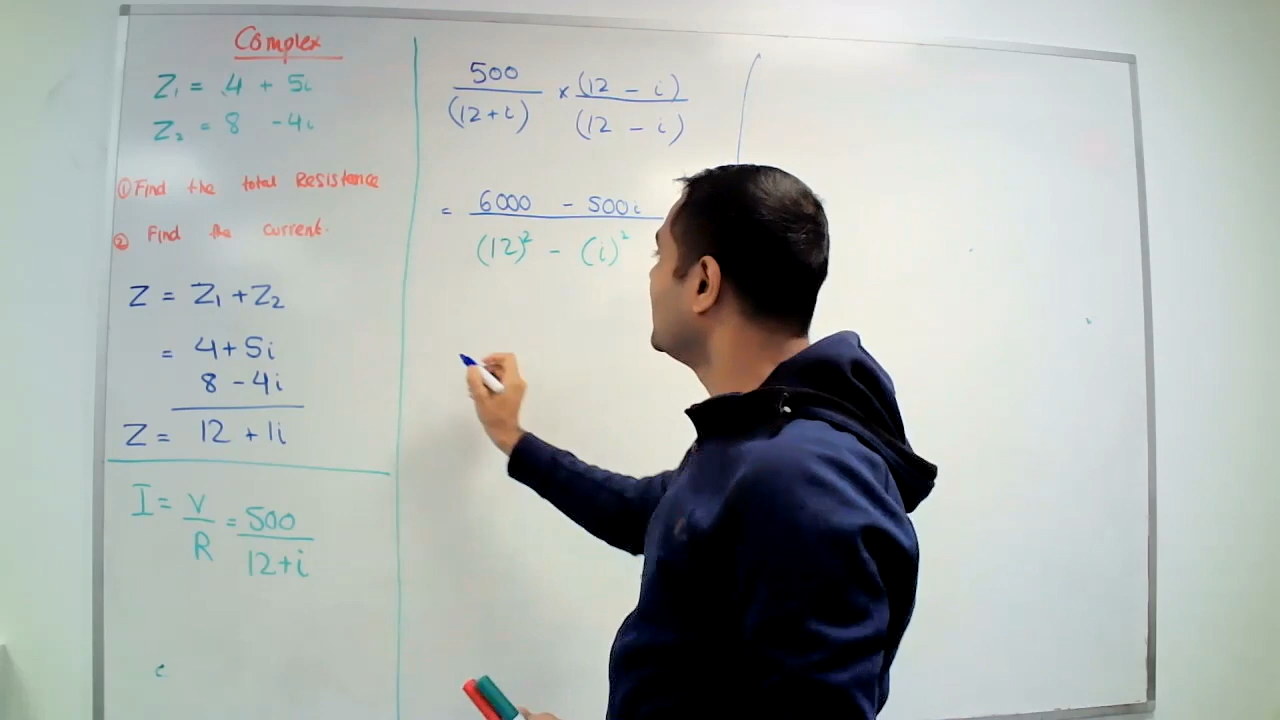 Complex
Z₁ = 4 + 5i
Z₂ = 8 - 4i
① Find the total Resistence
② Find the current.
Z = Z₁ + Z₂
= 4 + 5i
8 - 4i
Z = 12 + 1i
I = V/R = 500/12+i
500/(12+i) × (12 - i)/(12 - i)
= 6000 - 500i/(12)² - (i)²